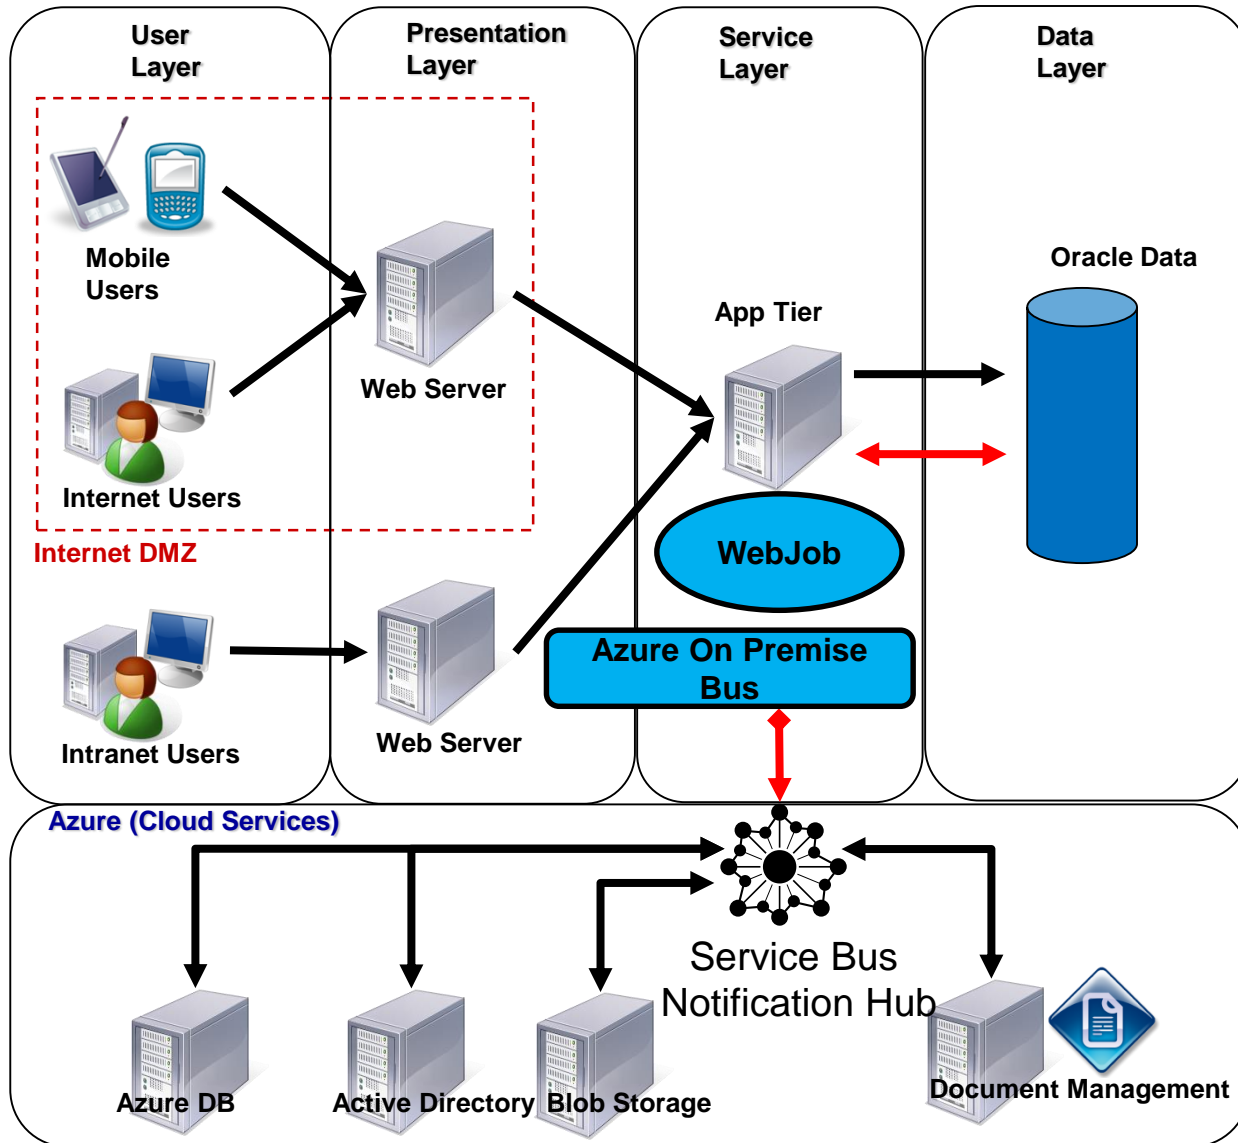 User
Layer
Presentation
Layer
Service
Layer
Data
Layer
Mobile
Users
Web Server
Internet Users
Internet DMZ
App Tier
Oracle Data
WebJob
Azure On Premise
Bus
Intranet Users
Web Server
Azure (Cloud Services)
Service Bus
Notification Hub
Azure DB
Active Directory
Blob Storage
Document Management